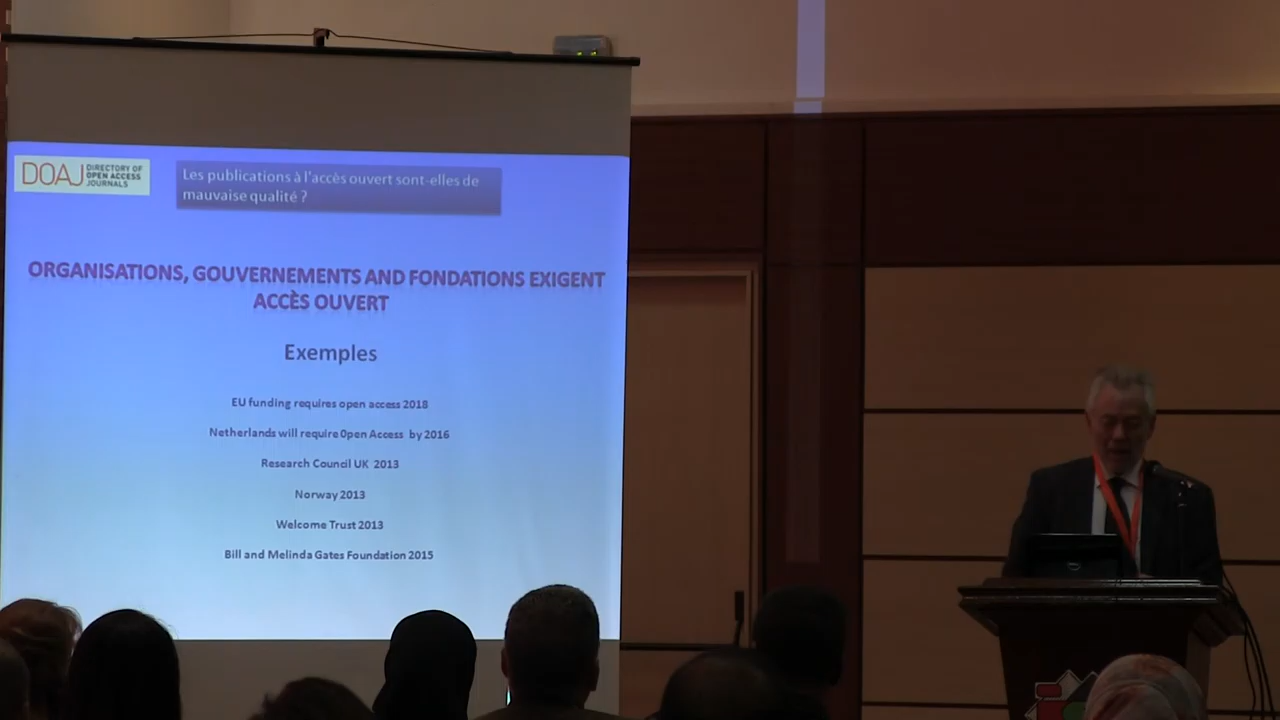 DOAJ
DIRECTORY OF
OPEN ACCESS
JOURNALS
Les publications à l'accès ouvert sont-elles de
mauvaise qualité ?
ORGANISATIONS, GOUVERNEMENTS AND FONDATIONS EXIGENT
ACCÈS OUVERT
Exemples
EU funding requires open access 2018
Netherlands will require Open Access by 2016
Research Council UK 2013
Norway 2013
Welcome Trust 2013
Bill and Melinda Gates Foundation 2015